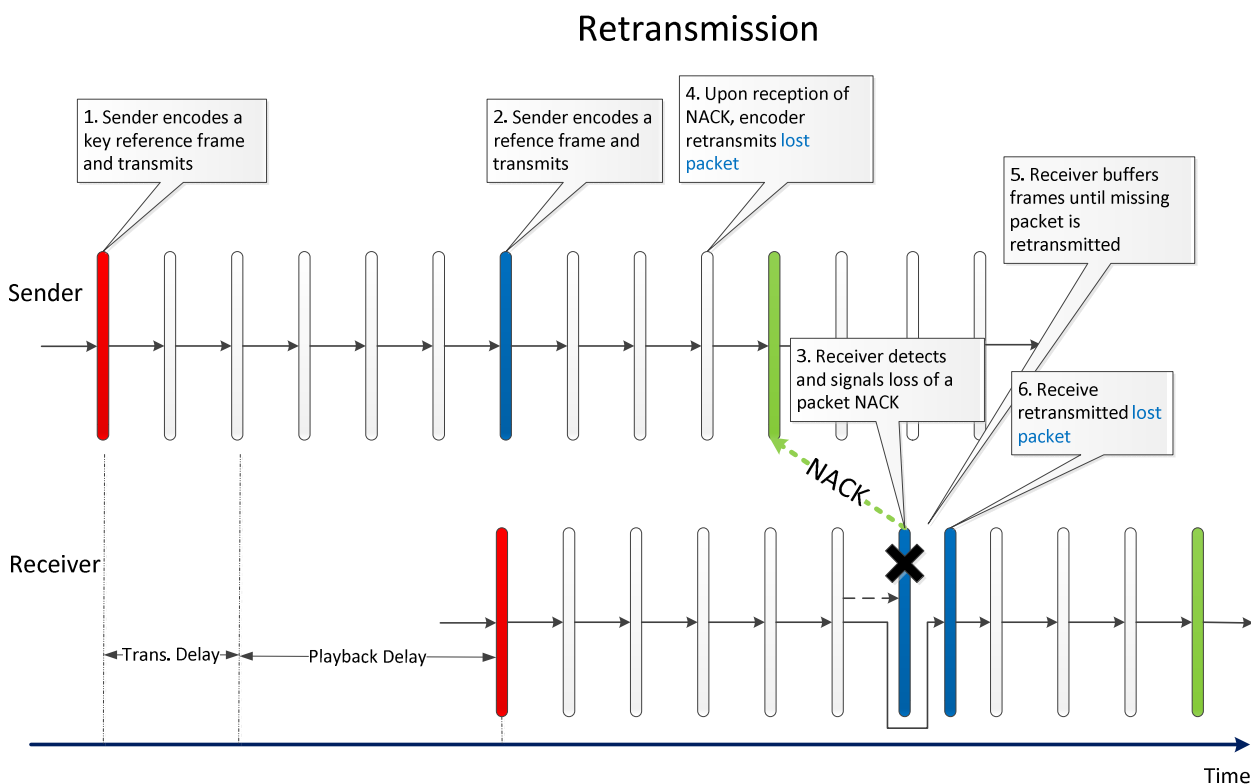 Retransmission
1. Sender encodes a
key reference frame
and transmits
2. Sender encodes a
refence frame and
transmits
4. Upon reception of
NACK, encoder
retransmits lost
packet
5. Receiver buffers
frames until missing
packet is
retransmitted
Sender
3. Receiver detects
and signals loss of a
packet NACK
6. Receive
retransmitted lost
packet
NACK
Receiver
Trans. Delay
Playback Delay
Time